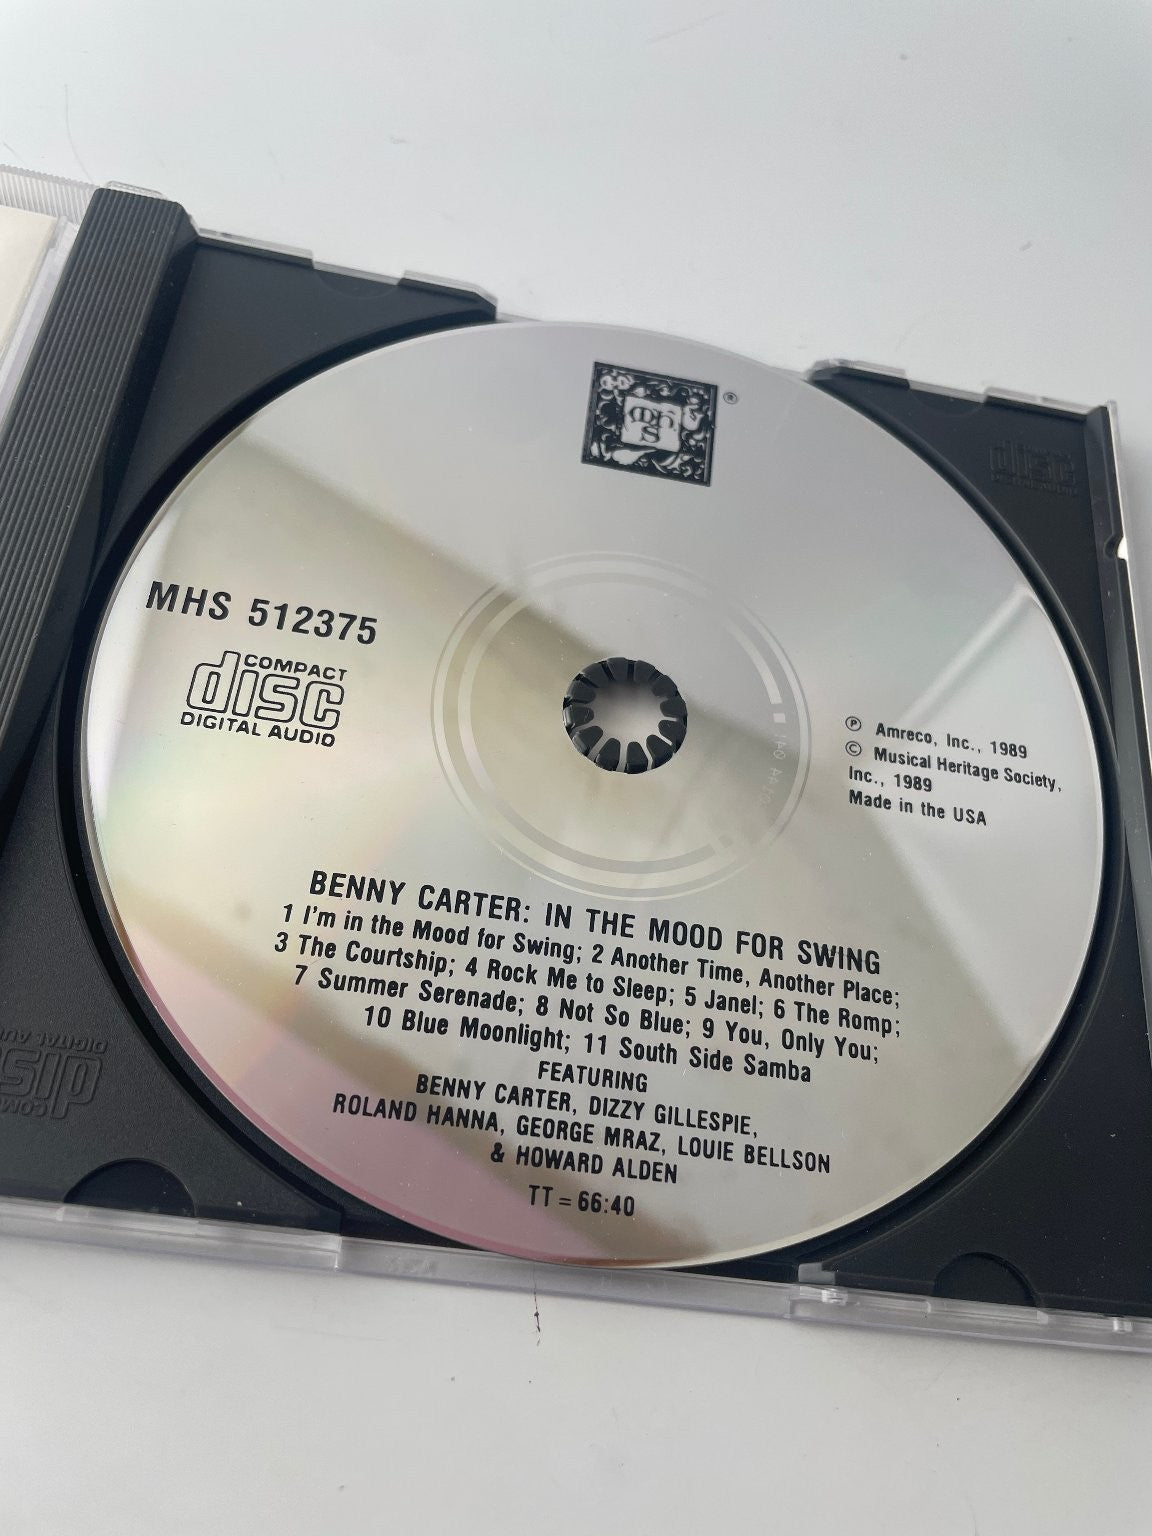 mhs
®
MHS 512375
COMPACT
disc
DIGITAL AUDIO
℗ Amreco, Inc., 1989
© Musical Heritage Society,
Inc., 1989
Made in the USA
BENNY CARTER: IN THE MOOD FOR SWING
1 I'm in the Mood for Swing; 2 Another Time, Another Place;
3 The Courtship; 4 Rock Me to Sleep; 5 Janel; 6 The Romp;
7 Summer Serenade; 8 Not So Blue; 9 You, Only You;
10 Blue Moonlight; 11 South Side Samba
FEATURING
BENNY CARTER, DIZZY GILLESPIE,
ROLAND HANNA, GEORGE MRAZ, LOUIE BELLSON
& HOWARD ALDEN
TT = 66:40
disc
disc